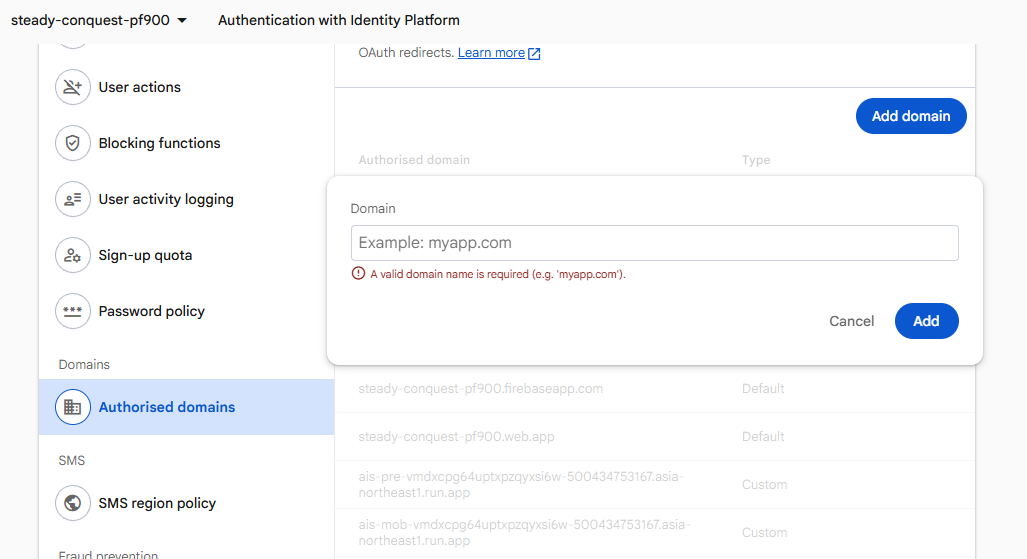 steady-conquest-pf900 Authentication with Identity Platform
OAuth redirects. Learn more
User actions
Add domain
Blocking functions
Authorised domain Type
User activity logging
Domain
Example: myapp.com
Sign-up quota
A valid domain name is required (e.g. 'myapp.com').
Password policy
Cancel Add
Domains
steady-conquest-pf900.firebaseapp.com Default
Authorised domains
steady-conquest-pf900.web.app Default
SMS
ais-pre-vmdxcpg64uptxpzqyxsi6w-500434753167.asia-
northeast1.run.app
Custom
SMS region policy
ais-mob-vmdxcpg64uptxpzqyxsi6w-500434753167.asia-
northeast1.run.app
Custom
Fraud prevention